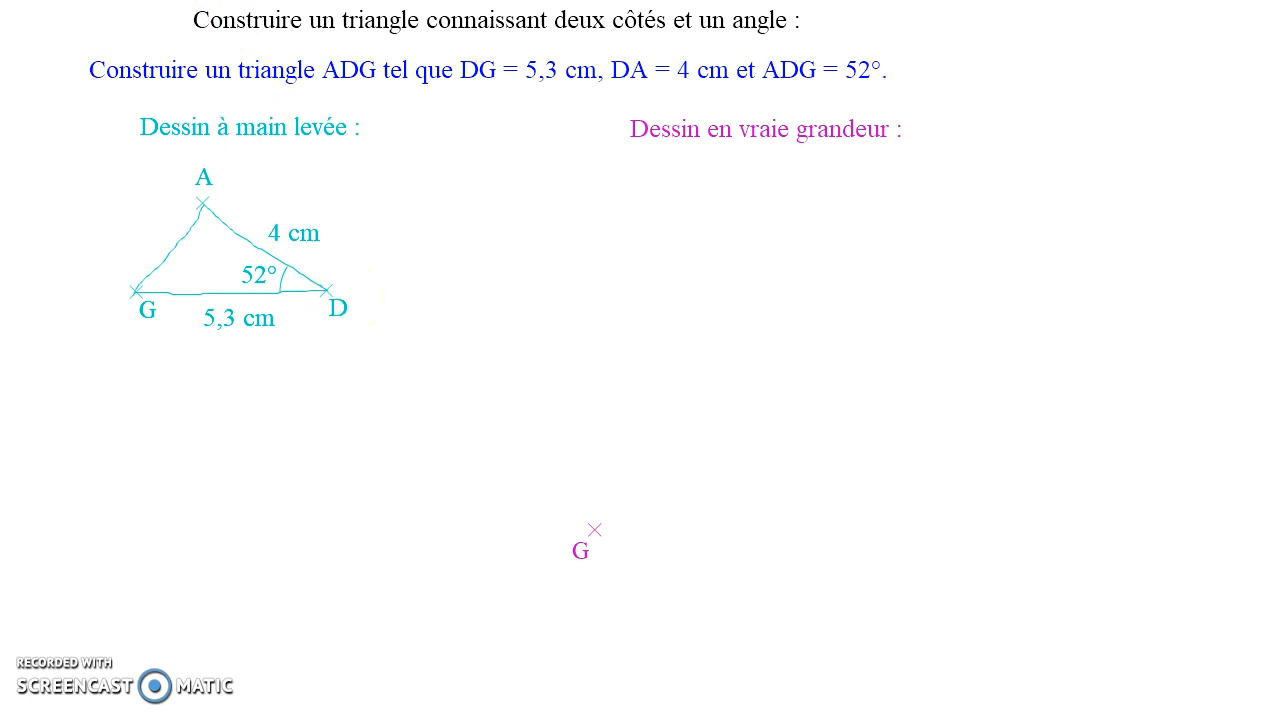 Construire un triangle connaissant deux côtés et un angle :
Construire un triangle ADG tel que DG = 5,3 cm, DA = 4 cm et ADG = 52°.
Dessin à main levée :
Dessin en vraie grandeur :
A
4 cm
52°
G
D
5,3 cm
G
RECORDED WITH
SCREENCAST MATIC